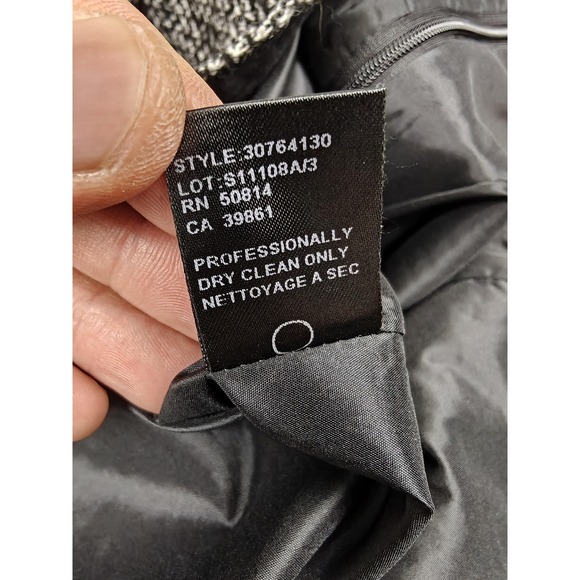 STYLE:30764130
LOT:S11108A/3
RN 50814
CA 39861
PROFESSIONALLY
DRY CLEAN ONLY
NETTOYAGE A SEC